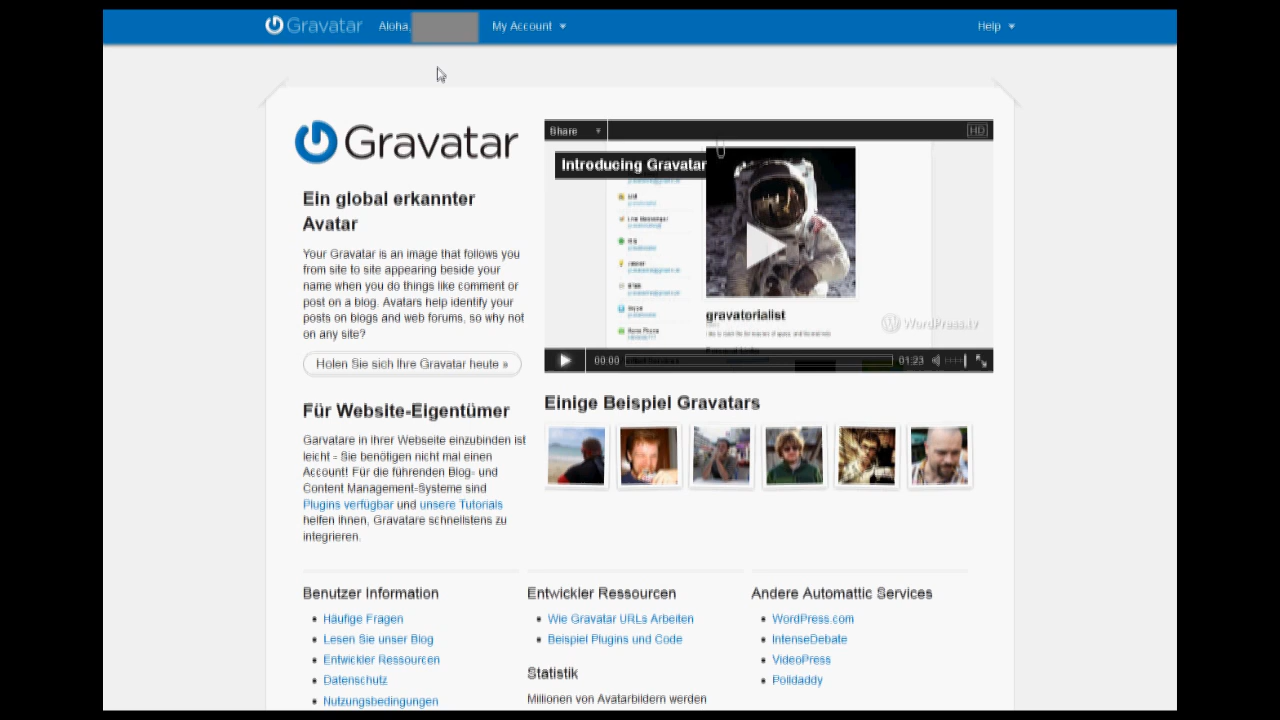 Gravatar Aloha, My Account Help
Gravatar
Ein global erkannter
Avatar
Your Gravatar is an image that follows you
from site to site appearing beside your
name when you do things like comment or
post on a blog. Avatars help identify your
posts on blogs and web forums, so why not
on any site?
Holen Sie sich Ihre Gravatar heute »
Für Website-Eigentümer
Garvatare in Ihrer Webseite einzubinden ist
leicht - Sie benötigen nicht mal einen
Account! Für die führenden Blog- und
Content Management-Systeme sind
Plugins verfügbar und unsere Tutorials
helfen Ihnen, Gravatare schnellstens zu
integrieren.
Share HD
Introducing Gravatar
gravatorialist
WordPress.tv
00:00 01:23
Einige Beispiel Gravatars
Benutzer Information
Häufige Fragen
Lesen Sie unser Blog
Entwickler Ressourcen
Datenschutz
Nutzungsbedingungen
Entwickler Ressourcen
Wie Gravatar URLs Arbeiten
Beispiel Plugins und Code
Statistik
Millionen von Avatarbildern werden
Andere Automattic Services
WordPress.com
IntenseDebate
VideoPress
Polldaddy